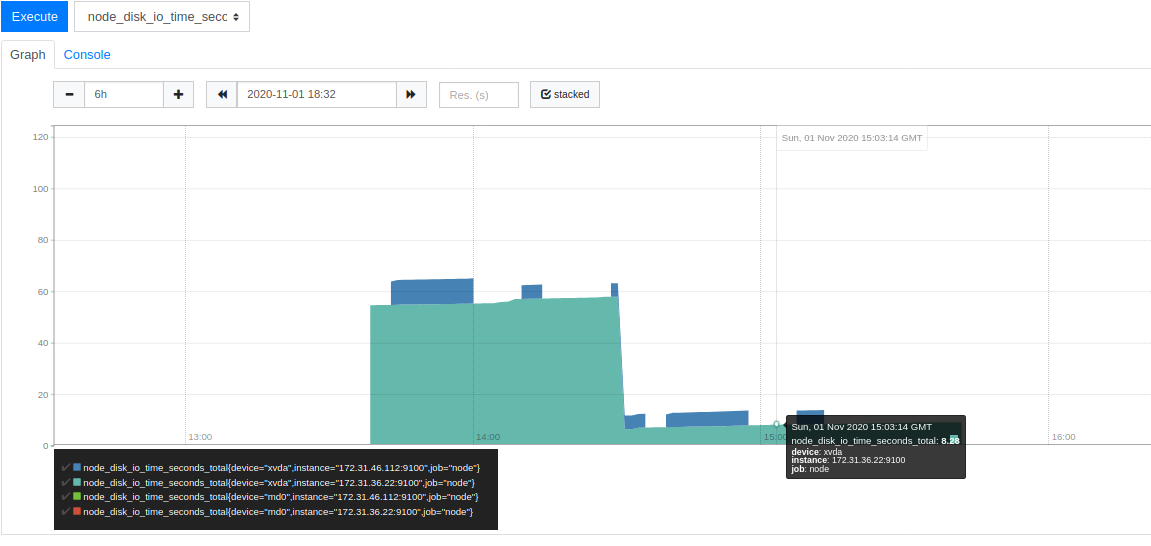 Execute
node_disk_io_time_secc
Graph
Console
6h
2020-11-01 18:32
Res. (s)
stacked
Sun, 01 Nov 2020 15:03:14 GMT
120
100
80
60
40
20
0
13:00
14:00
15:00
16:00
Sun, 01 Nov 2020 15:03:14 GMT
node_disk_io_time_seconds_total: 8.28
device: xvda
instance: 172.31.36.22:9100
job: node
node_disk_io_time_seconds_total{device="xvda",instance="172.31.46.112:9100",job="node"}
node_disk_io_time_seconds_total{device="xvda",instance="172.31.36.22:9100",job="node"}
node_disk_io_time_seconds_total{device="md0",instance="172.31.46.112:9100",job="node"}
node_disk_io_time_seconds_total{device="md0",instance="172.31.36.22:9100",job="node"}